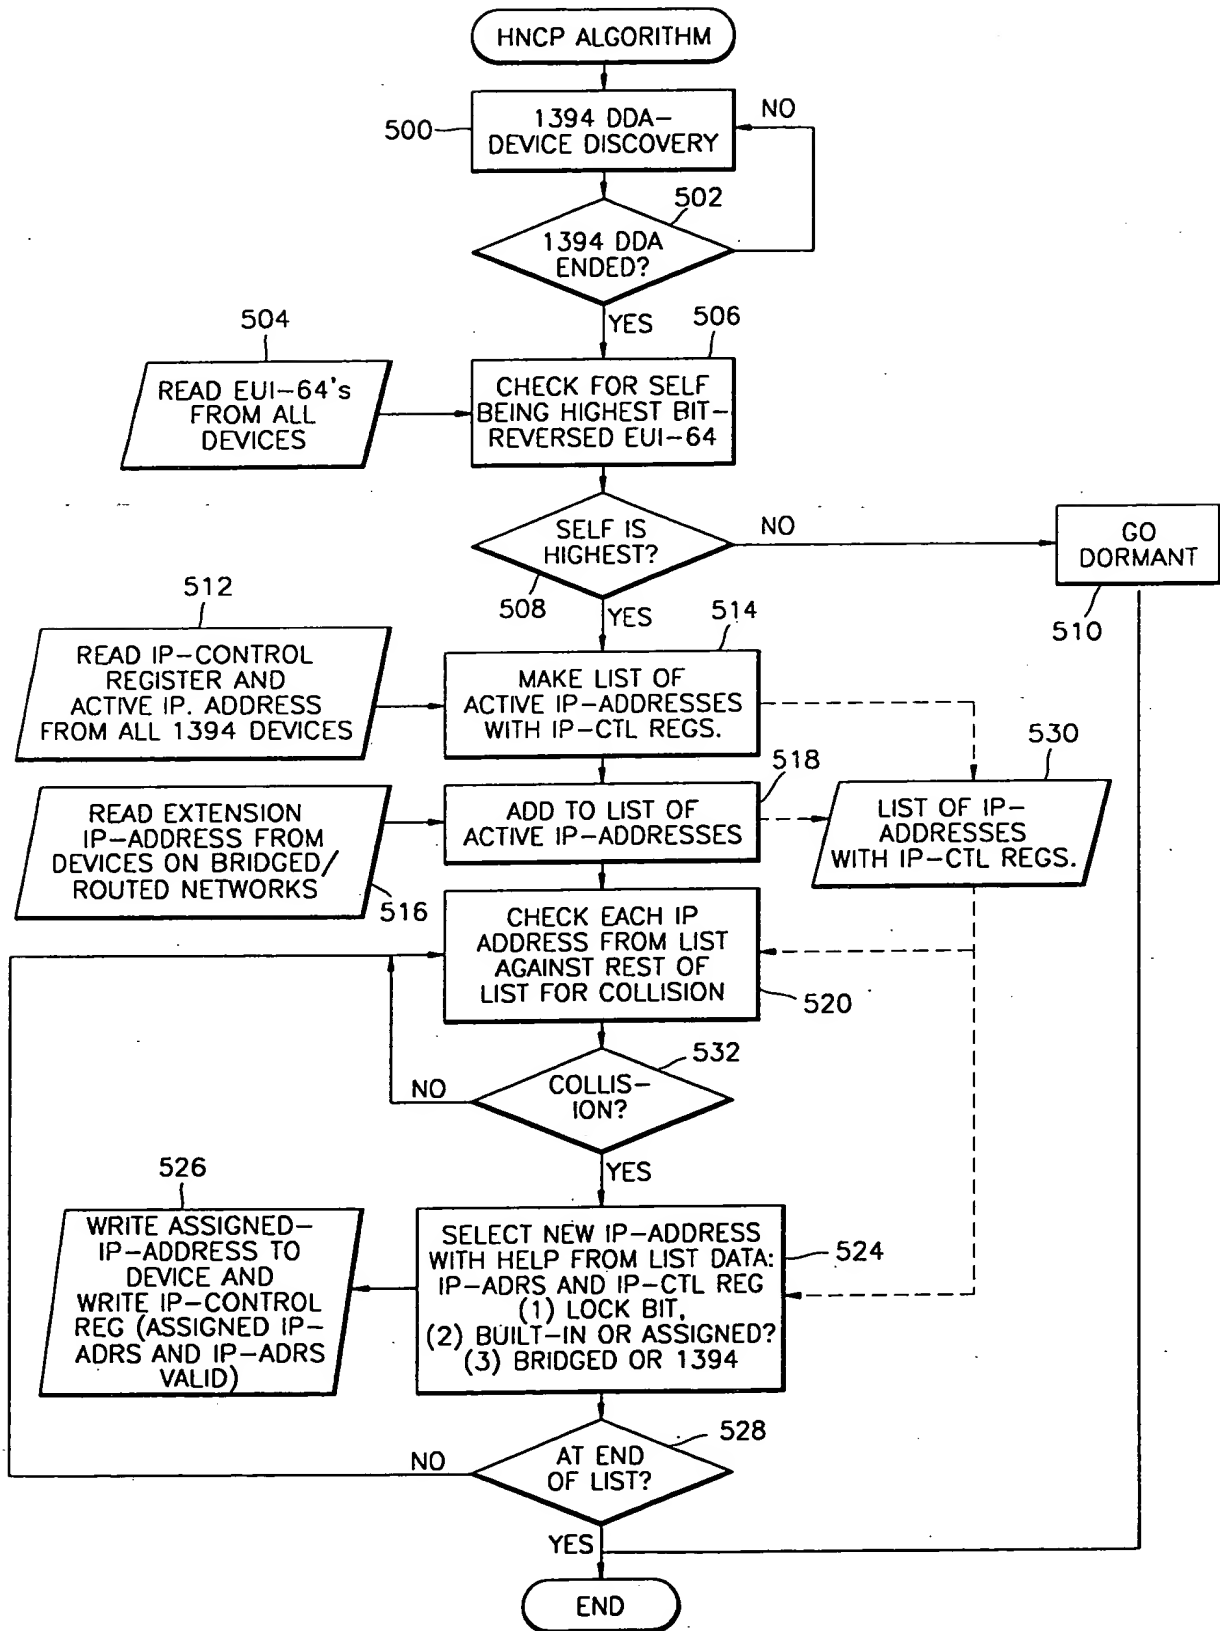 HNCP ALGORITHM
500
1394 DDA-
DEVICE DISCOVERY
NO
502
1394 DDA
ENDED?
YES
504
READ EUI-64's
FROM ALL
DEVICES
506
CHECK FOR SELF
BEING HIGHEST BIT-
REVERSED EUI-64
SELF IS
HIGHEST?
NO
508
YES
GO
DORMANT
510
512
READ IP-CONTROL
REGISTER AND
ACTIVE IP. ADDRESS
FROM ALL 1394 DEVICES
514
MAKE LIST OF
ACTIVE IP-ADDRESSES
WITH IP-CTL REGS.
READ EXTENSION
IP-ADDRESS FROM
DEVICES ON BRIDGED/
ROUTED NETWORKS
516
518
ADD TO LIST OF
ACTIVE IP-ADDRESSES
530
LIST OF IP-
ADDRESSES
WITH IP-CTL REGS.
CHECK EACH IP
ADDRESS FROM LIST
AGAINST REST OF
LIST FOR COLLISION
520
532
COLLIS-
ION?
NO
YES
526
WRITE ASSIGNED-
IP-ADDRESS TO
DEVICE AND
WRITE IP-CONTROL
REG (ASSIGNED IP-
ADRS AND IP-ADRS
VALID)
SELECT NEW IP-ADDRESS
WITH HELP FROM LIST DATA:
IP-ADRS AND IP-CTL REG
(1) LOCK BIT,
(2) BUILT-IN OR ASSIGNED?
(3) BRIDGED OR 1394
524
528
AT END
OF LIST?
NO
YES
END